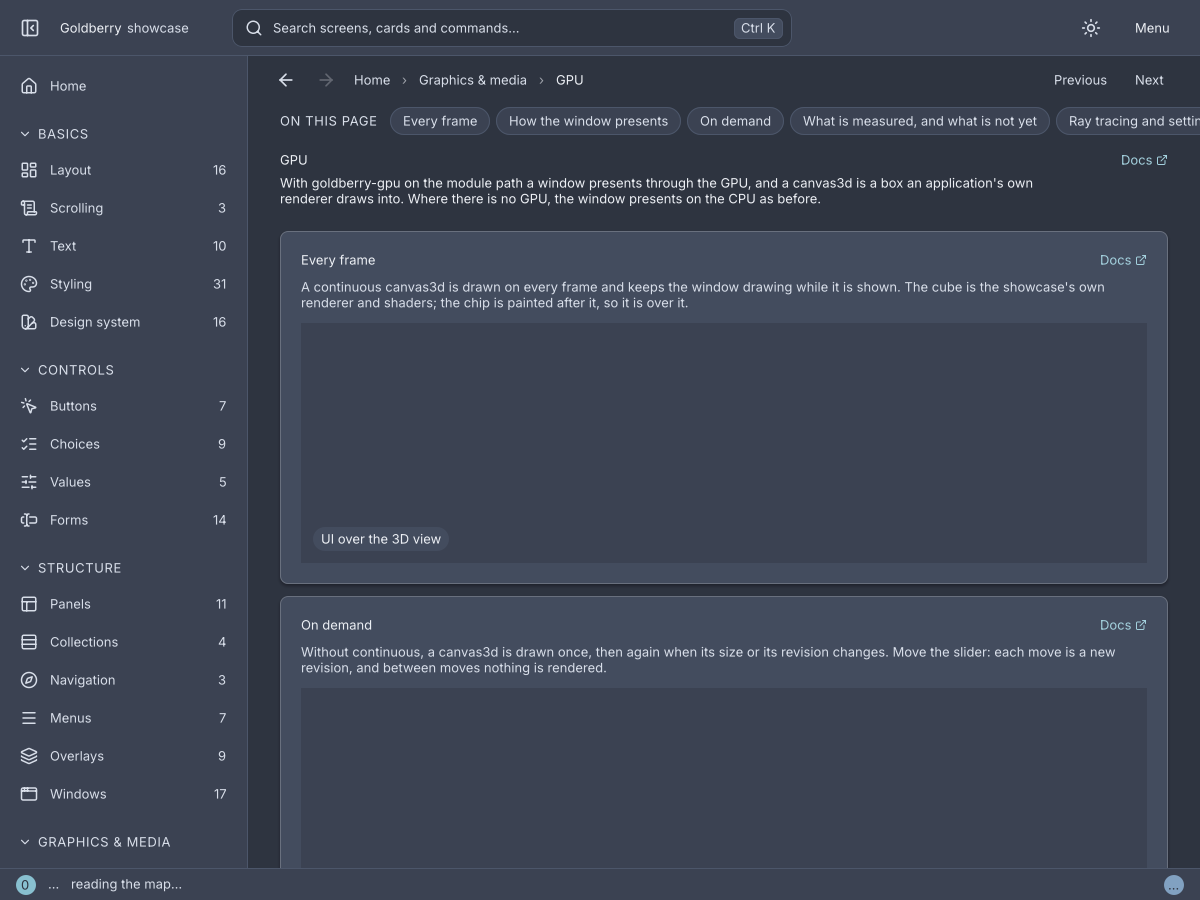 Goldberry showcase
Search screens, cards and commands...
Ctrl K
Menu
Home
BASICS
Layout 16
Scrolling 3
Text 10
Styling 31
Design system 16
CONTROLS
Buttons 7
Choices 9
Values 5
Forms 14
STRUCTURE
Panels 11
Collections 4
Navigation 3
Menus 7
Overlays 9
Windows 17
GRAPHICS & MEDIA
Home › Graphics & media › GPU
Previous
Next
ON THIS PAGE
Every frame
How the window presents
On demand
What is measured, and what is not yet
Ray tracing and settin
GPU
Docs
With goldberry-gpu on the module path a window presents through the GPU, and a canvas3d is a box an application's own
renderer draws into. Where there is no GPU, the window presents on the CPU as before.
Every frame
Docs
A continuous canvas3d is drawn on every frame and keeps the window drawing while it is shown. The cube is the showcase's own
renderer and shaders; the chip is painted after it, so it is over it.
UI over the 3D view
On demand
Docs
Without continuous, a canvas3d is drawn once, then again when its size or its revision changes. Move the slider: each move is a new
revision, and between moves nothing is rendered.
0 ... reading the map...
...